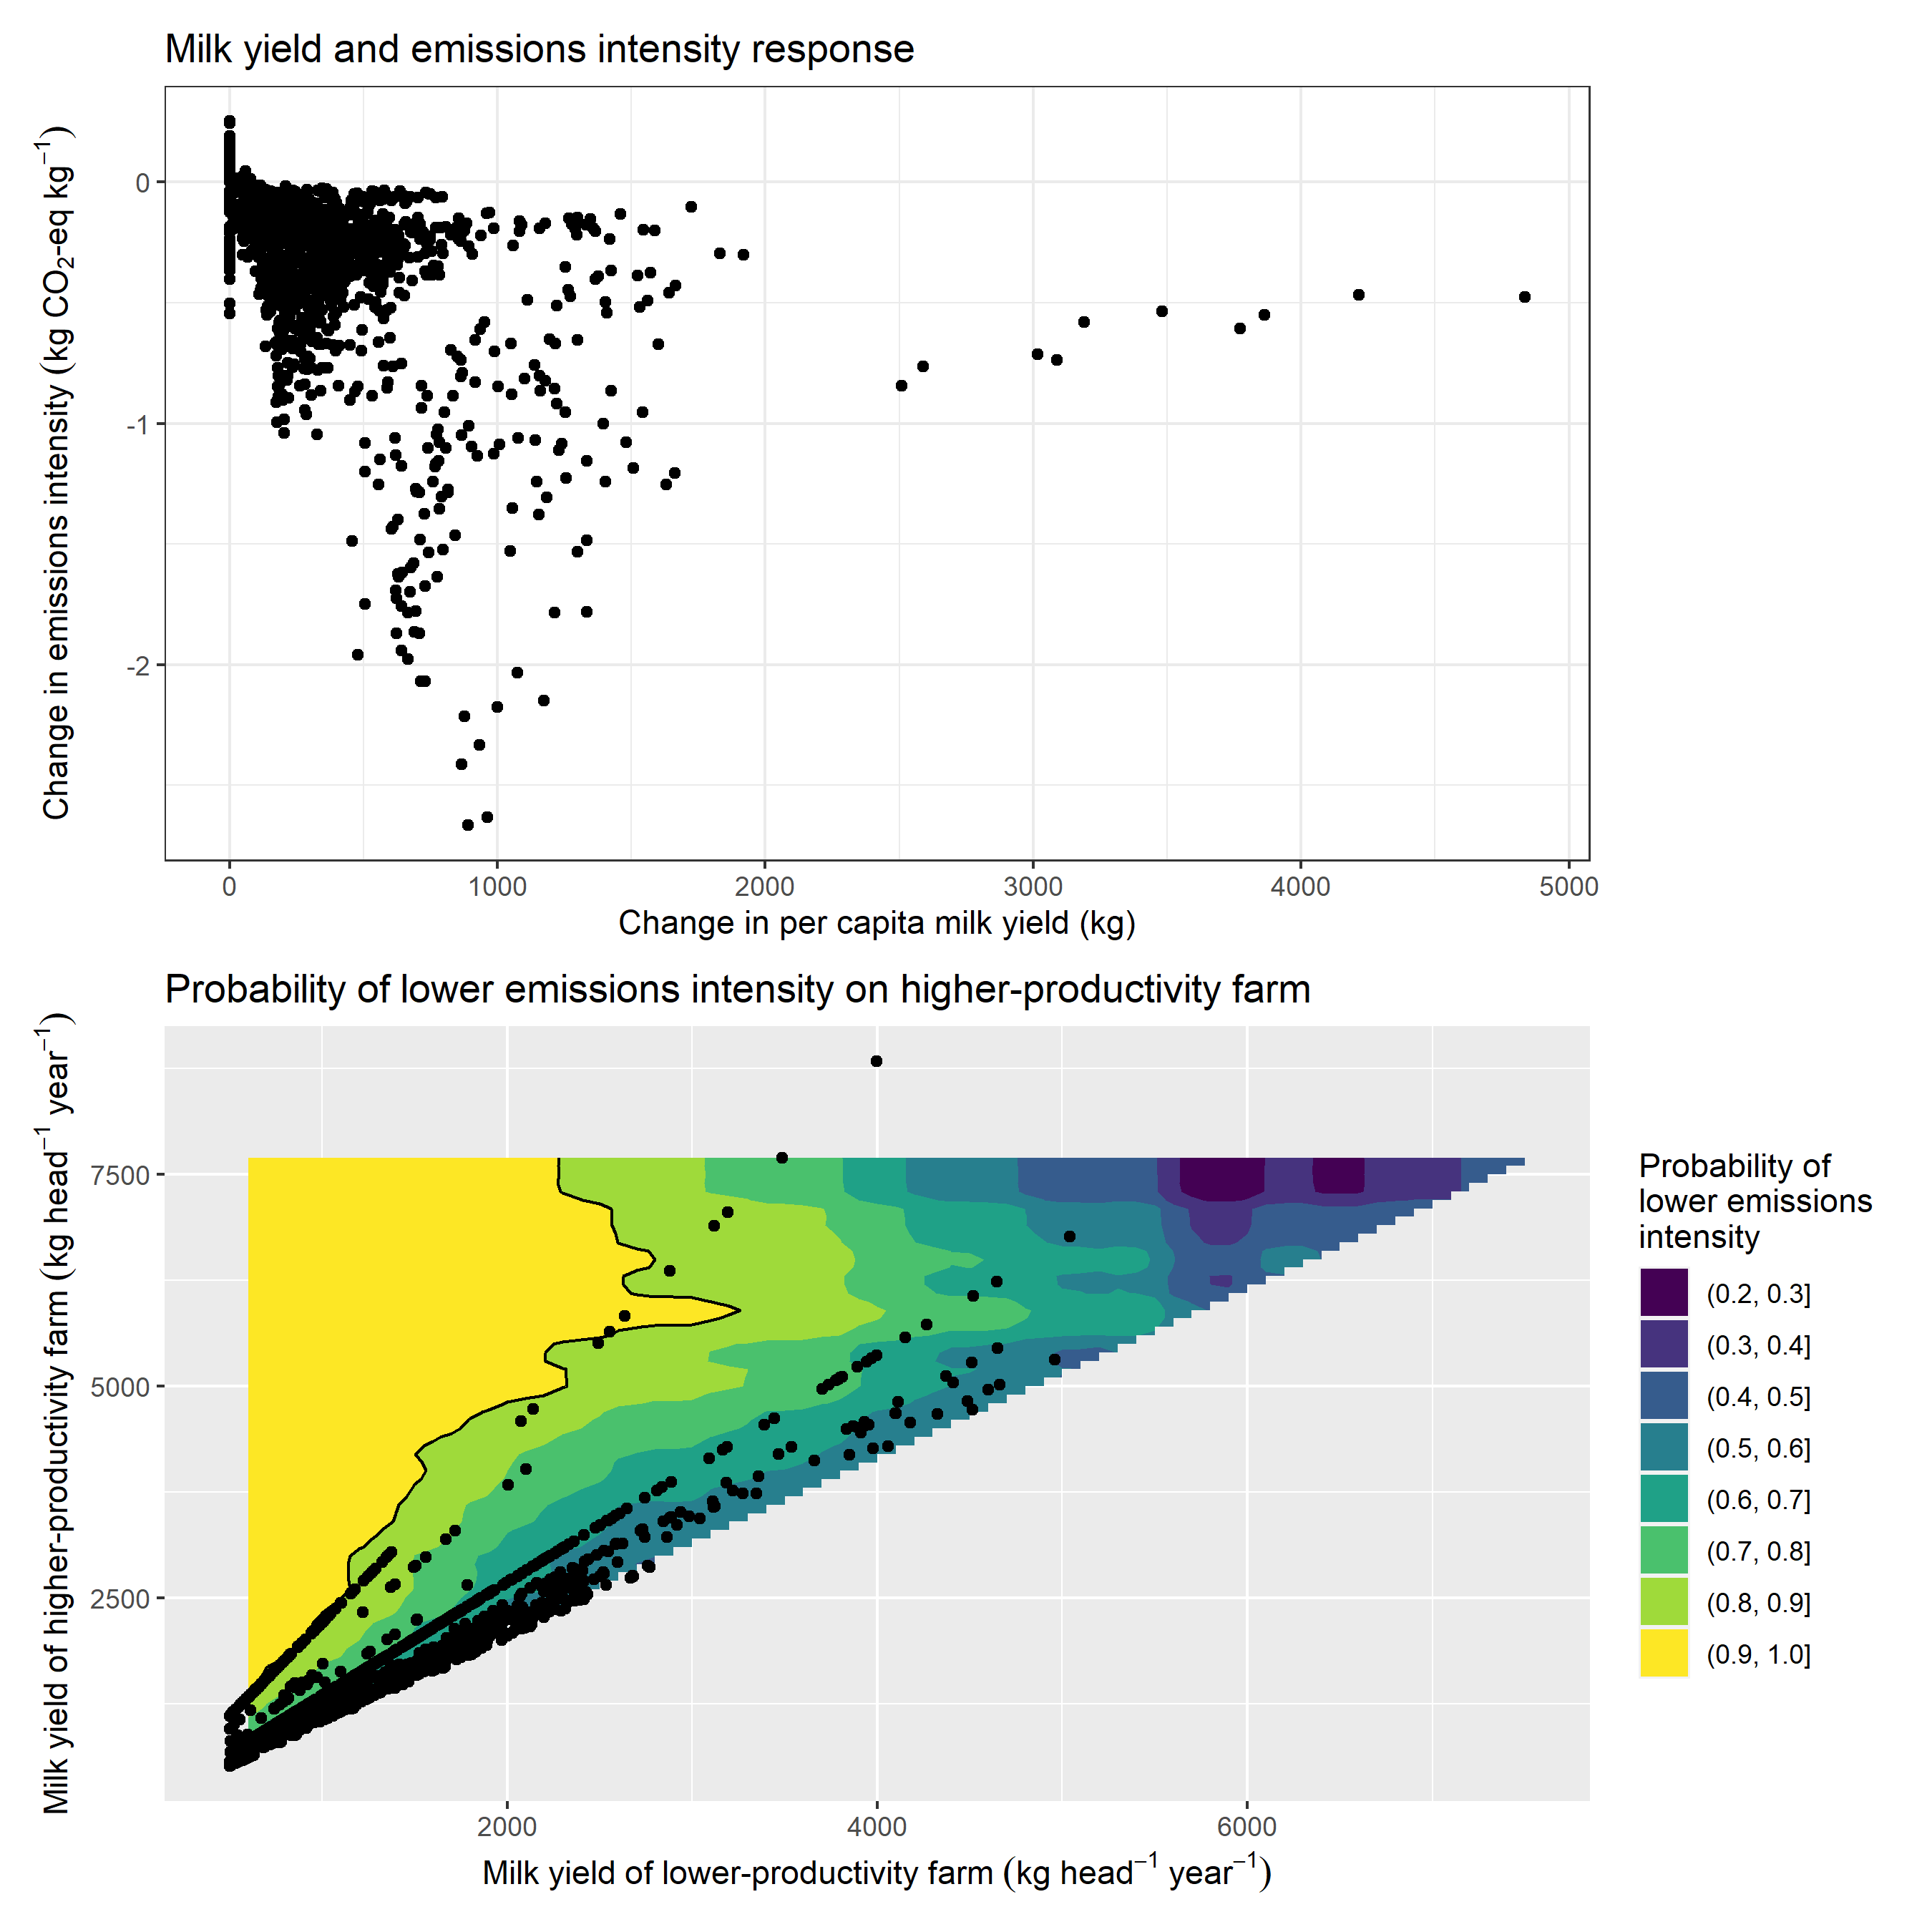 Milk yield and emissions intensity response
Change in emissions intensity (kg CO₂-eq kg⁻¹)
0
-1
-2
0 1000 2000 3000 4000 5000
Change in per capita milk yield (kg)
Probability of lower emissions intensity on higher-productivity farm
Milk yield of higher-productivity farm (kg head⁻¹ year⁻¹)
7500
5000
2500
2000 4000 6000
Milk yield of lower-productivity farm (kg head⁻¹ year⁻¹)
Probability of
lower emissions
intensity
(0.2, 0.3]
(0.3, 0.4]
(0.4, 0.5]
(0.5, 0.6]
(0.6, 0.7]
(0.7, 0.8]
(0.8, 0.9]
(0.9, 1.0]